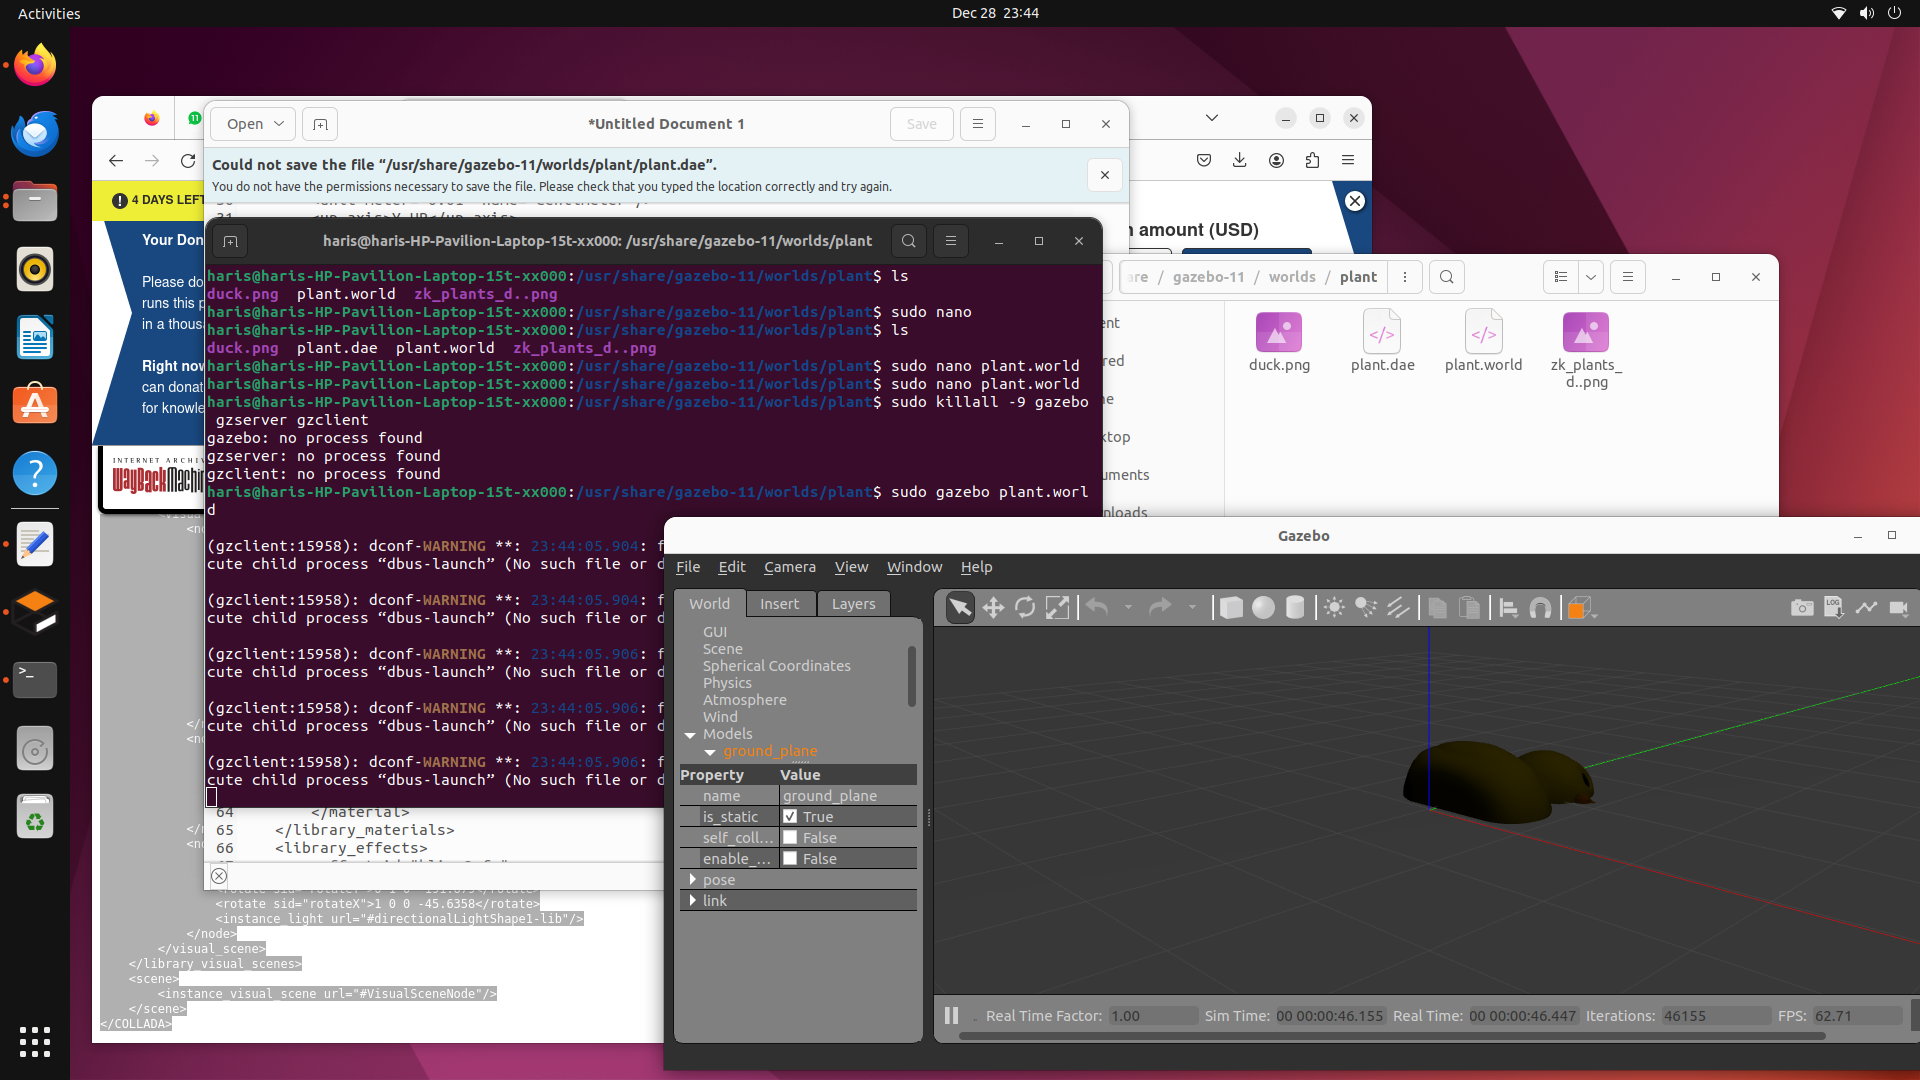 Activities
Dec 28 23:44
11
Open
*Untitled Document 1
Save
Could not save the file “/usr/share/gazebo-11/worlds/plant/plant.dae”.
You do not have the permissions necessary to save the file. Please check that you typed the location correctly and try again.
31
4 DAYS LEFT
Your Don
Please do
runs this p
in a thous
Right now
can donat
for knowle
n amount (USD)
INTERNET ARCHIV
WayBackMachin
haris@haris-HP-Pavilion-Laptop-15t-xx000: /usr/share/gazebo-11/worlds/plant
haris@haris-HP-Pavilion-Laptop-15t-xx000:/usr/share/gazebo-11/worlds/plant$ ls
duck.png plant.world zk_plants_d..png
haris@haris-HP-Pavilion-Laptop-15t-xx000:/usr/share/gazebo-11/worlds/plant$ sudo nano
haris@haris-HP-Pavilion-Laptop-15t-xx000:/usr/share/gazebo-11/worlds/plant$ ls
duck.png plant.dae plant.world zk_plants_d..png
haris@haris-HP-Pavilion-Laptop-15t-xx000:/usr/share/gazebo-11/worlds/plant$ sudo nano plant.world
haris@haris-HP-Pavilion-Laptop-15t-xx000:/usr/share/gazebo-11/worlds/plant$ sudo nano plant.world
haris@haris-HP-Pavilion-Laptop-15t-xx000:/usr/share/gazebo-11/worlds/plant$ sudo killall -9 gazebo
gzserver gzclient
gazebo: no process found
gzserver: no process found
gzclient: no process found
haris@haris-HP-Pavilion-Laptop-15t-xx000:/usr/share/gazebo-11/worlds/plant$ sudo gazebo plant.worl
d
(gzclient:15958): dconf-WARNING **: 23:44:05.904: f
cute child process “dbus-launch” (No such file or d
(gzclient:15958): dconf-WARNING **: 23:44:05.904: f
cute child process “dbus-launch” (No such file or d
(gzclient:15958): dconf-WARNING **: 23:44:05.906: f
cute child process “dbus-launch” (No such file or d
(gzclient:15958): dconf-WARNING **: 23:44:05.906: f
cute child process “dbus-launch” (No such file or d
(gzclient:15958): dconf-WARNING **: 23:44:05.906: f
cute child process “dbus-launch” (No such file or d
are / gazebo-11 / worlds / plant
ent
red
me
ktop
uments
nloads
duck.png
plant.dae
plant.world
zk_plants_
d..png
<no
</n
<no
</n
<no
64 </material>
65 </library_materials>
66 <library_effects>
<rotate sid="rotateX">1 0 0 -45.6358</rotate>
<instance_light url="#directionalLightShape1-lib"/>
</node>
</visual_scene>
</library_visual_scenes>
<scene>
<instance_visual_scene url="#VisualSceneNode"/>
</scene>
</COLLADA>
Gazebo
File Edit Camera View Window Help
World Insert Layers
GUI
Scene
Spherical Coordinates
Physics
Atmosphere
Wind
Models
ground_plane
Property Value
name ground_plane
is_static True
self_coll... False
enable_... False
pose
link
LOG
Real Time Factor: 1.00 Sim Time: 00 00:00:46.155 Real Time: 00 00:00:46.447 Iterations: 46155 FPS: 62.71